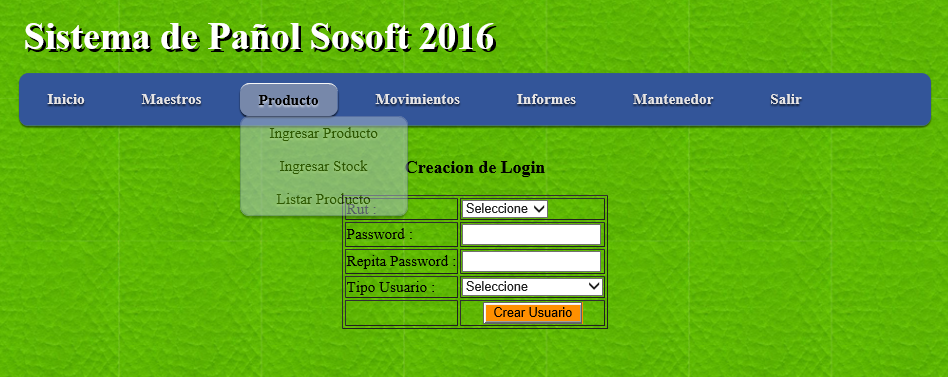 Sistema de Pañol Sosoft 2016
Inicio Maestros Producto Movimientos Informes Mantenedor Salir
Ingresar Producto
Ingresar Stock
Listar Producto
Creacion de Login
Rut : Seleccione
Password :
Repita Password :
Tipo Usuario : Seleccione
Crear Usuario